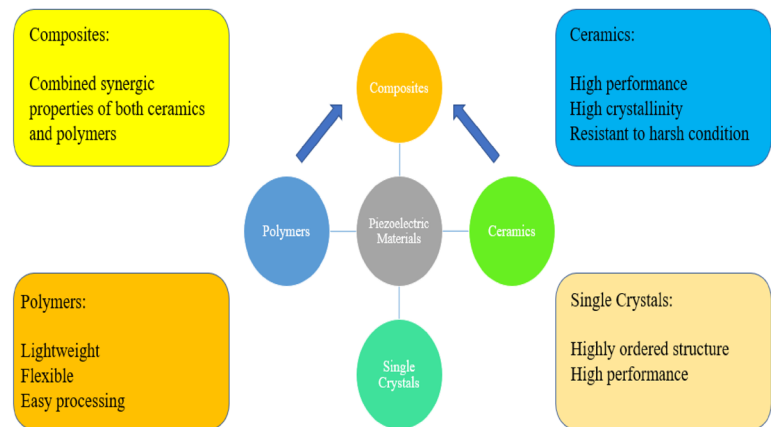 Composites:
Combined synergic
properties of both ceramics
and polymers
Ceramics:
High performance
High crystallinity
Resistant to harsh condition
Composites
Polymers
Piezoelectric
Materials
Ceramics
Single
Crystals
Polymers:
Lightweight
Flexible
Easy processing
Single Crystals:
Highly ordered structure
High performance